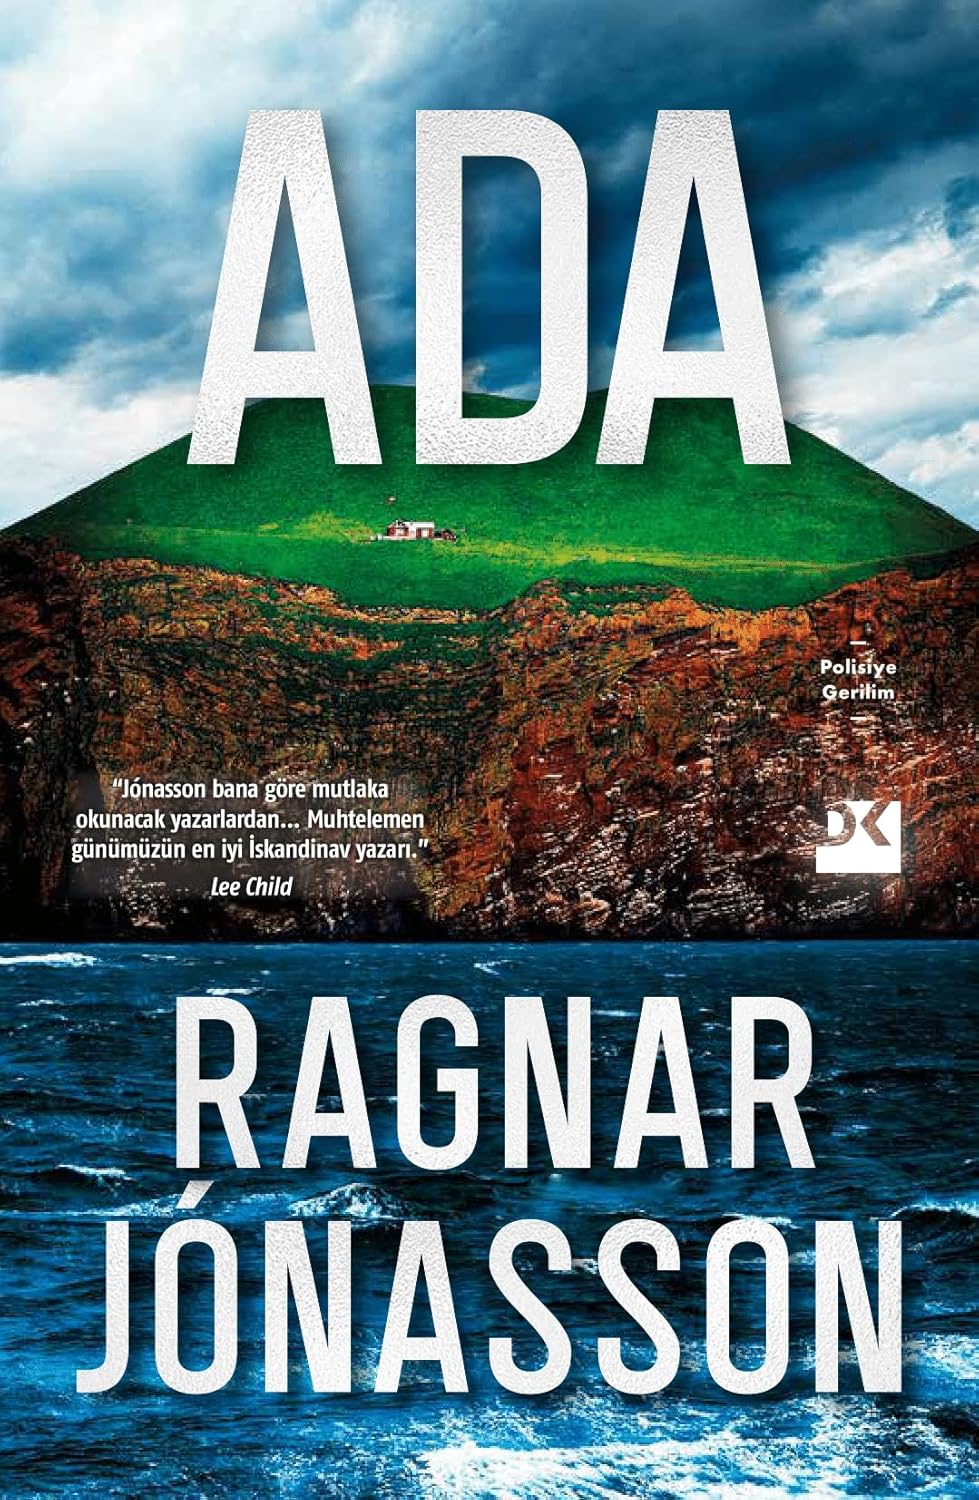 ADA
Polisiye
Gerilim
“Jónasson bana göre mutlaka
okunacak yazarlardan... Muhtelemen
günümüzün en iyi İskandinav yazarı.”
Lee Child
DK
RAGNAR
JÓNASSON